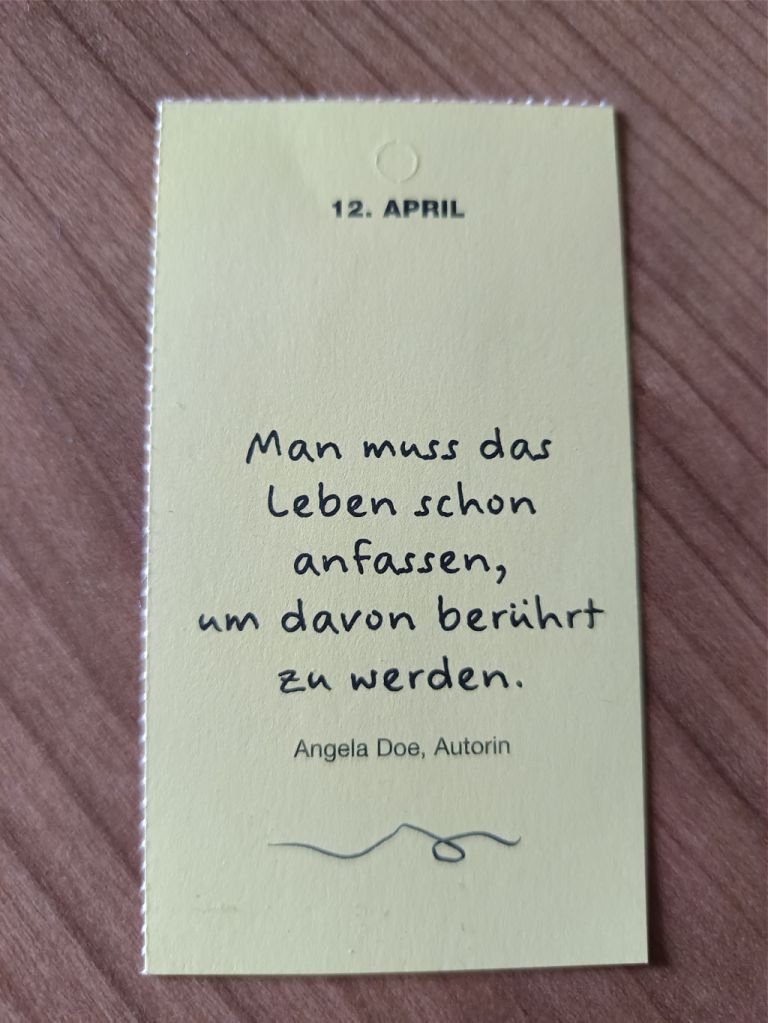 12. APRIL
Man muss das
Leben schon
anfassen,
um davon berührt
zu werden.
Angela Doe, Autorin